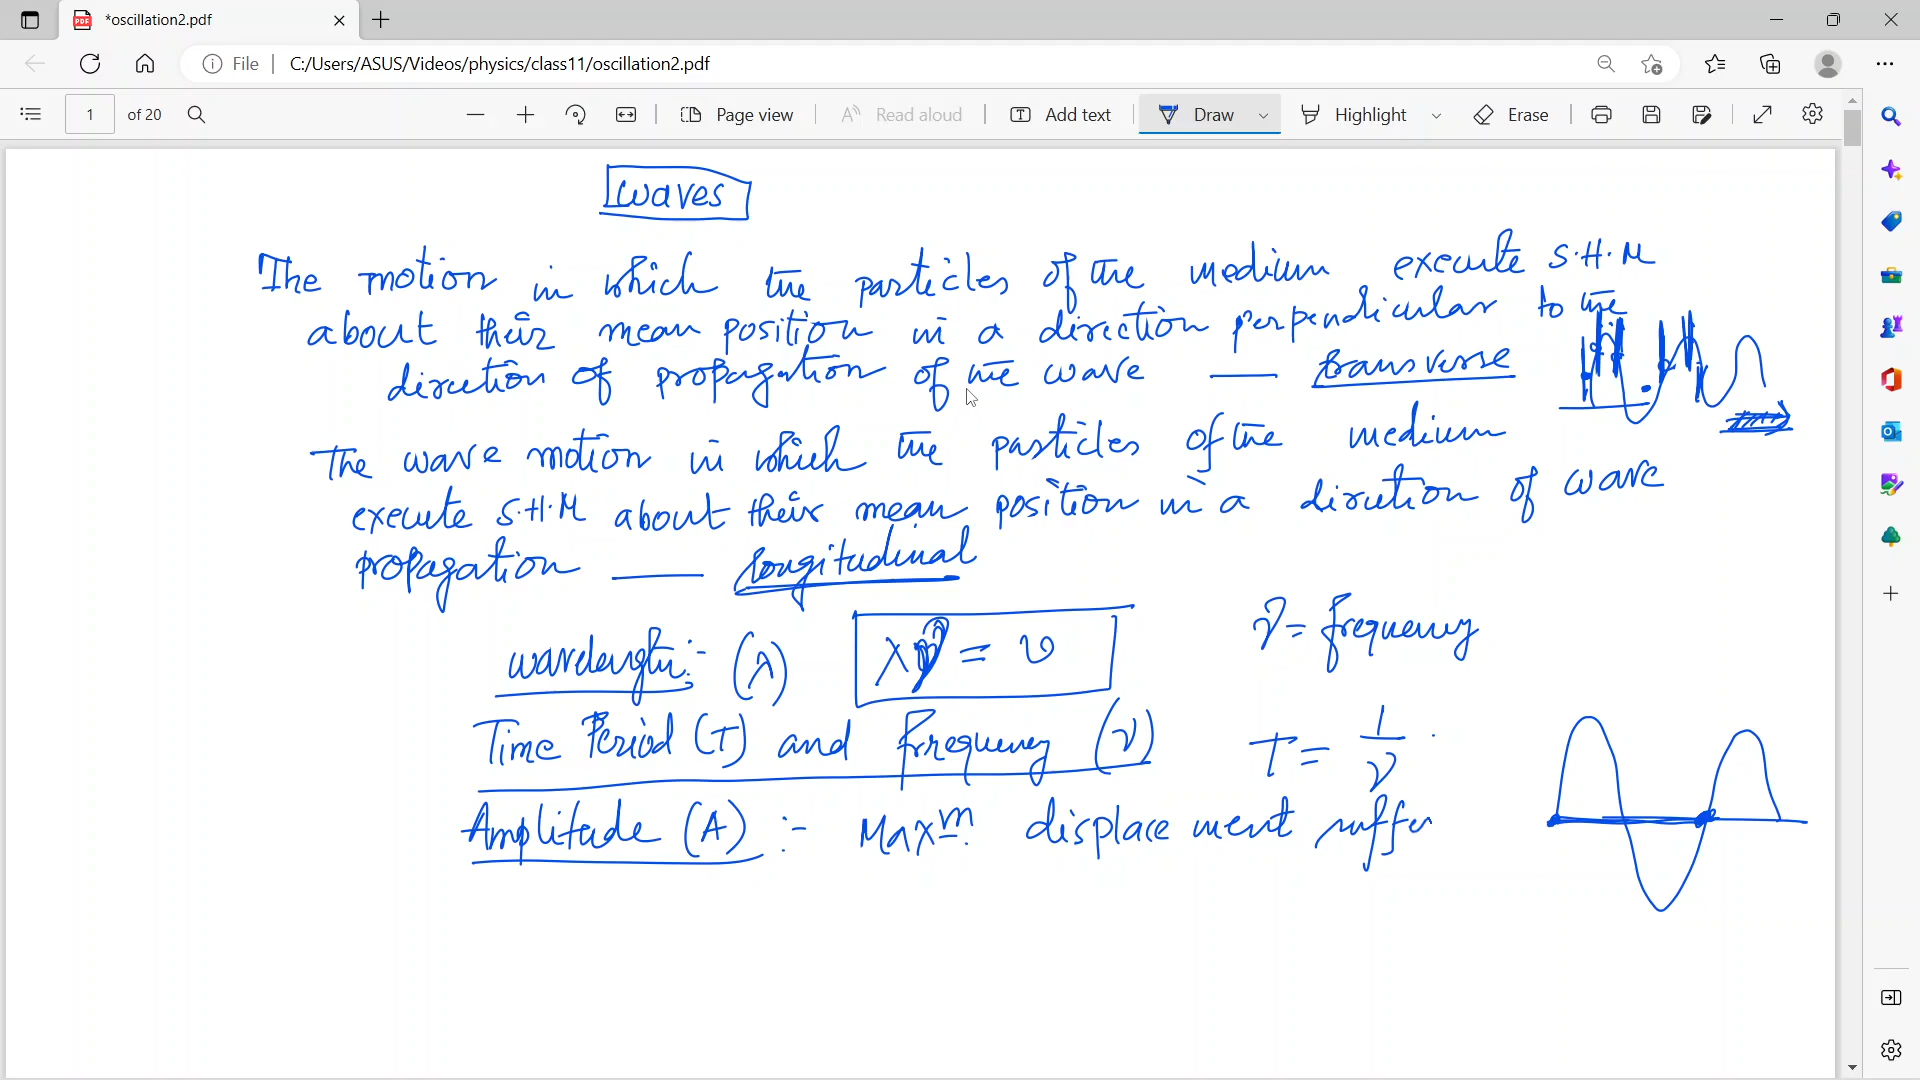 *oscillation2.pdf
File
C:/Users/ASUS/Videos/physics/class11/oscillation2.pdf
1 of 20
Page view
Read aloud
Add text
Draw
Highlight
Erase
waves
The motion in which the particles of the medium execute S.H.M
about their mean position in a direction perpendicular to the
direction of propagation of the wave — transverse
The wave motion in which the particles of the medium
execute S.H.M about their mean position in a direction of wave
propagation — longitudinal
wavelength:- (λ) λν = v ν = frequency
Time Period (T) and Frequency (ν) T = 1/ν
Amplitude (A) :- Maxm displacement suffer